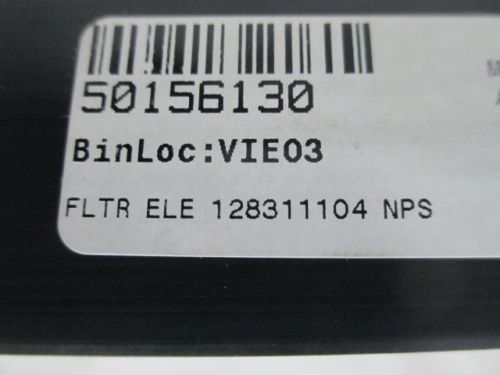 50156130
BinLoc:VIE03
FLTR ELE 128311104 NPS